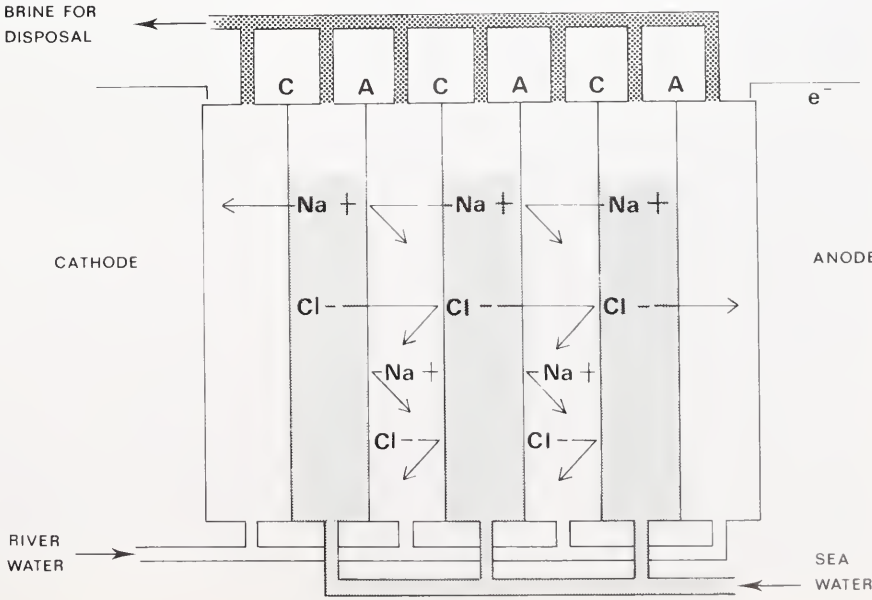 BRINE FOR
DISPOSAL
C A C A C A
e⁻
Na + Na + Na +
CATHODE
ANODE
Cl - Cl - Cl -
Na + Na +
Cl - Cl -
RIVER
WATER
SEA
WATER